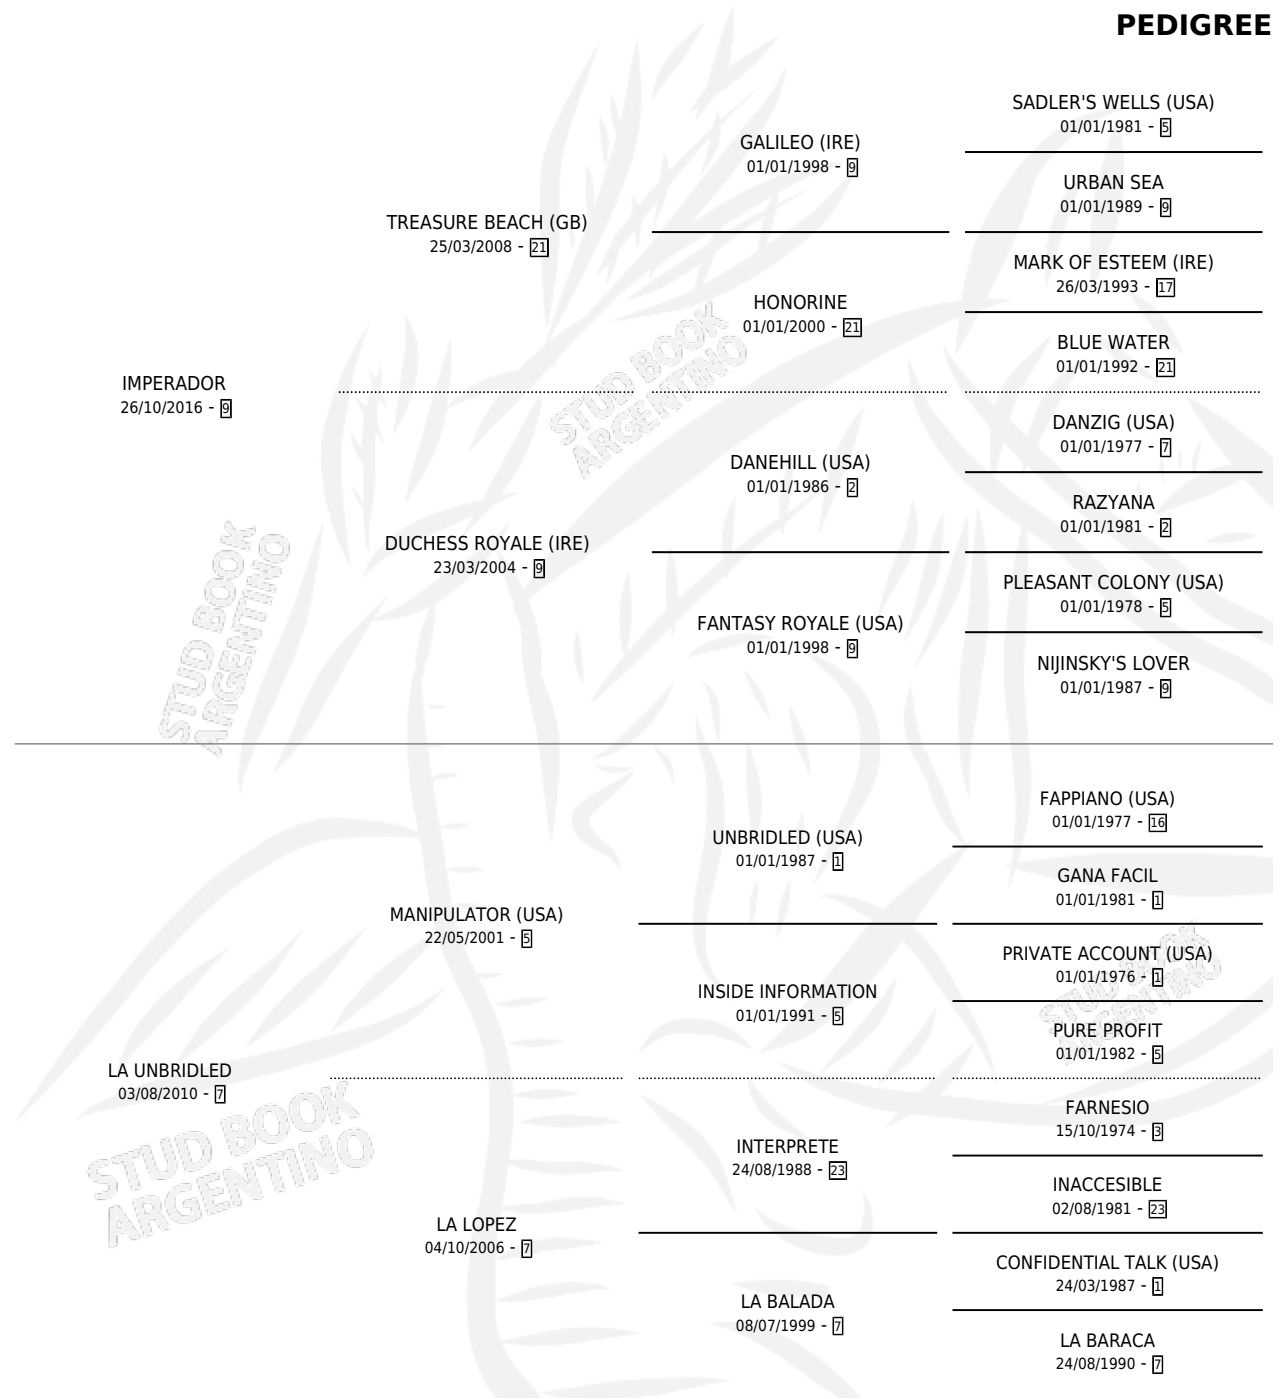 PEDIGREE
SADLER'S WELLS (USA)
01/01/1981 - 5
GALILEO (IRE)
01/01/1998 - 9
URBAN SEA
01/01/1989 - 9
TREASURE BEACH (GB)
25/03/2008 - 21
MARK OF ESTEEM (IRE)
26/03/1993 - 17
HONORINE
01/01/2000 - 21
BLUE WATER
01/01/1992 - 21
IMPERADOR
26/10/2016 - 9
DANZIG (USA)
01/01/1977 - 7
DANEHILL (USA)
01/01/1986 - 2
RAZYANA
01/01/1981 - 2
DUCHESS ROYALE (IRE)
23/03/2004 - 9
PLEASANT COLONY (USA)
01/01/1978 - 5
FANTASY ROYALE (USA)
01/01/1998 - 9
NIJINSKY'S LOVER
01/01/1987 - 9
FAPPIANO (USA)
01/01/1977 - 16
UNBRIDLED (USA)
01/01/1987 - 1
GANA FACIL
01/01/1981 - 1
MANIPULATOR (USA)
22/05/2001 - 5
PRIVATE ACCOUNT (USA)
01/01/1976 - 1
INSIDE INFORMATION
01/01/1991 - 5
PURE PROFIT
01/01/1982 - 5
LA UNBRIDLED
03/08/2010 - 7
FARNESIO
15/10/1974 - 3
INTERPRETE
24/08/1988 - 23
INACCESIBLE
02/08/1981 - 23
LA LOPEZ
04/10/2006 - 7
CONFIDENTIAL TALK (USA)
24/03/1987 - 1
LA BALADA
08/07/1999 - 7
LA BARACA
24/08/1990 - 7
STUD BOOK
ARGENTINO
STUD BOOK
ARGENTINO
STUD BOOK
ARGENTINO
STUD BOOK
ARGENTINO